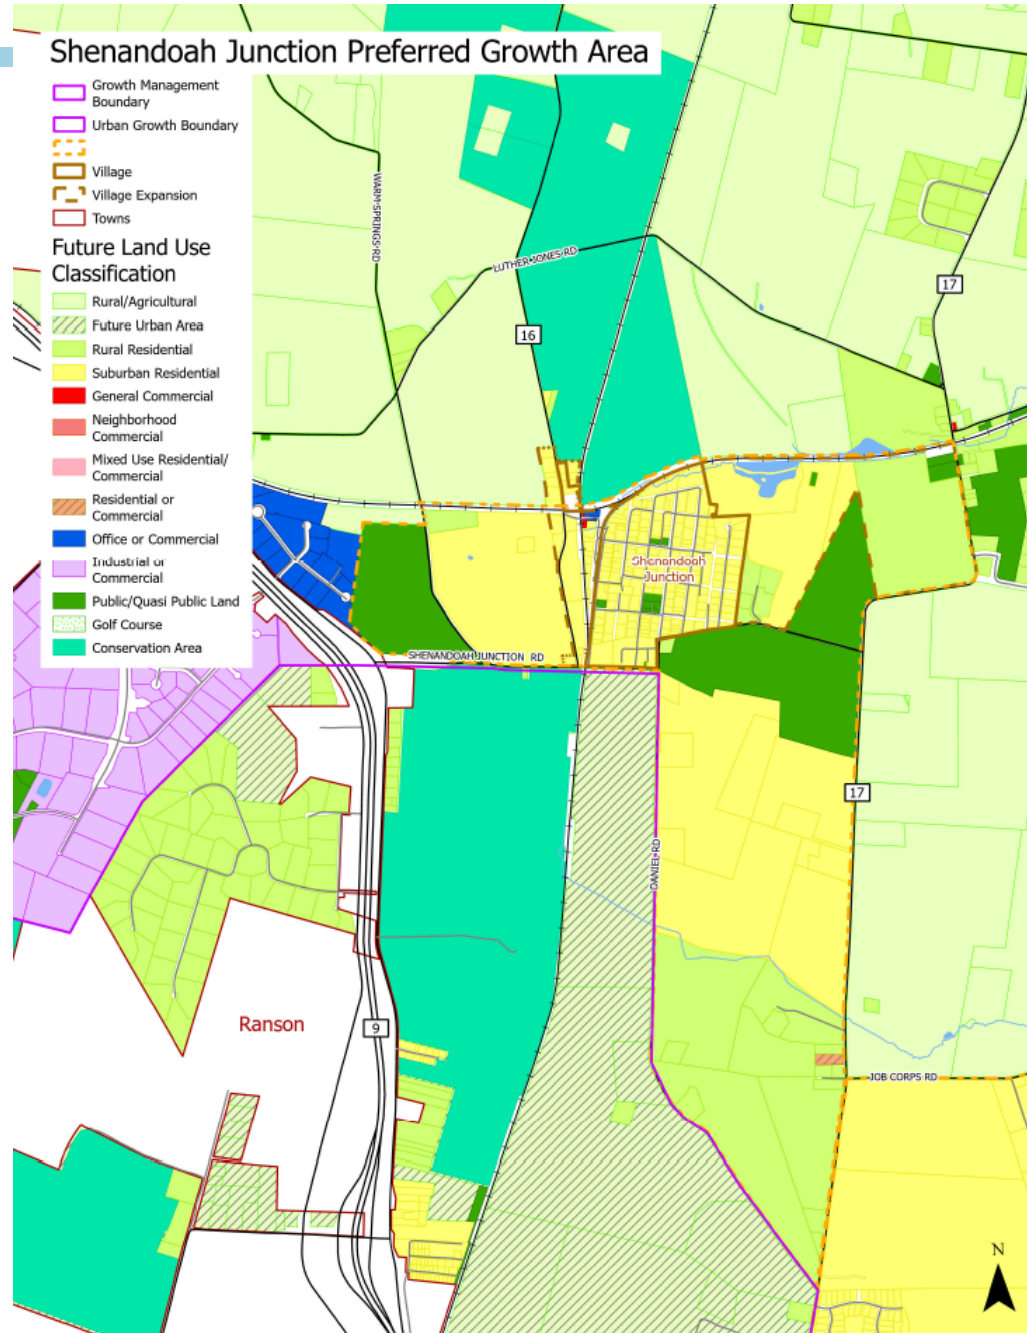 Shenandoah Junction Preferred Growth Area
Growth Management
Boundary
Urban Growth Boundary
Village
Village Expansion
Towns
Future Land Use
Classification
Rural/Agricultural
Future Urban Area
Rural Residential
Suburban Residential
General Commercial
Neighborhood
Commercial
Mixed Use Residential/
Commercial
Residential or
Commercial
Office or Commercial
Industrial or
Commercial
Public/Quasi Public Land
Golf Course
Conservation Area
WARM SPRINGS RD
LUTHER JONES RD
16
17
Shenandoah
Junction
SHENANDOAH JUNCTION RD
17
DANIEL RD
Ranson
9
JOB CORPS RD
N